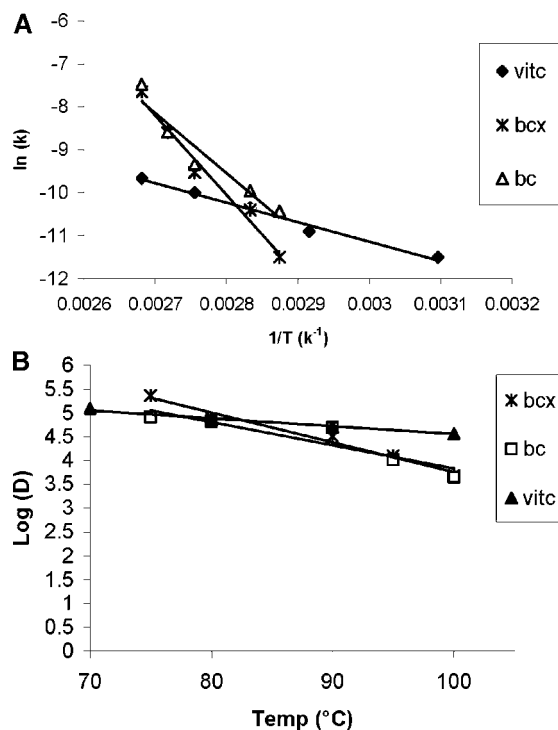 A
-6
-7
-8
-9
-10
-11
-12
ln (k)
0.0026 0.0027 0.0028 0.0029 0.003 0.0031 0.0032
1/T (k-1)
vitc
bcx
bc
B
6
5.5
5
4.5
4
3.5
3
2.5
2
1.5
1
0.5
0
Log (D)
70 80 90 100
Temp (°C)
bcx
bc
vitc